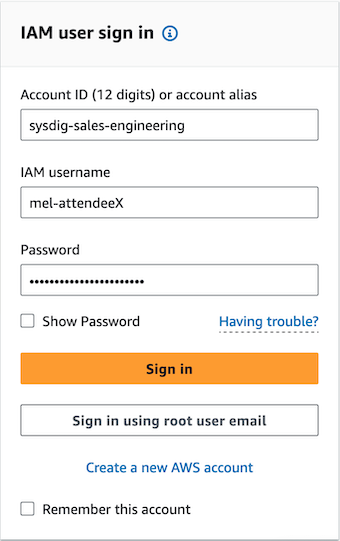 IAM user sign in
Account ID (12 digits) or account alias
sysdig-sales-engineering
IAM username
mel-attendeeX
Password
•••••••••••••••••••••••
Show Password Having trouble?
Sign in
Sign in using root user email
Create a new AWS account
Remember this account